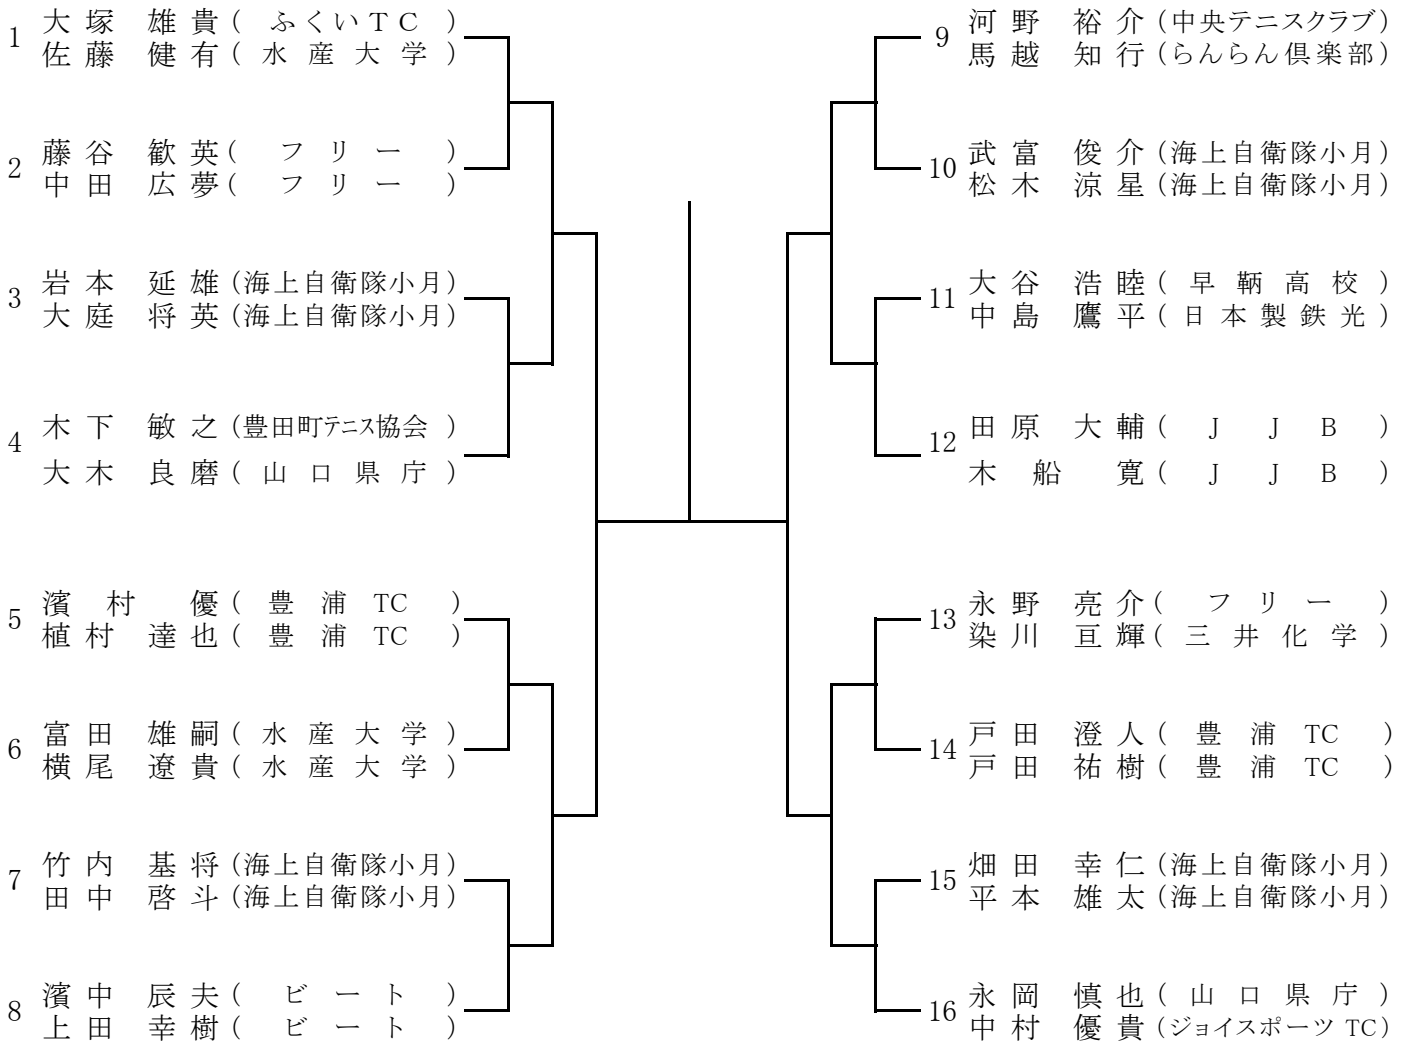 1 大塚 雄貴 ( ふくいTC )
佐藤 健有 ( 水産大学 )
2 藤谷 歓英 ( フリー )
中田 広夢 ( フリー )
3 岩本 延雄 (海上自衛隊小月)
大庭 将英 (海上自衛隊小月)
4 木下 敏之 (豊田町テニス協会 )
大木 良磨 ( 山口県庁 )
5 濱村 優 ( 豊浦 TC )
植村 達也 ( 豊浦 TC )
6 富田 雄嗣 ( 水産大学 )
横尾 遼貴 ( 水産大学 )
7 竹内 基将 (海上自衛隊小月)
田中 啓斗 (海上自衛隊小月)
8 濱中 辰夫 ( ビート )
上田 幸樹 ( ビート )
9 河野 裕介 (中央テニスクラブ)
馬越 知行 (らんらん倶楽部)
10 武富 俊介 (海上自衛隊小月)
松木 涼星 (海上自衛隊小月)
11 大谷 浩睦 ( 早鞆高校 )
中島 鷹平 ( 日本製鉄光 )
12 田原 大輔 ( J J B )
木船 寛 ( J J B )
13 永野 亮介 ( フリー )
染川 亘輝 ( 三井化学 )
14 戸田 澄人 ( 豊浦 TC )
戸田 祐樹 ( 豊浦 TC )
15 畑田 幸仁 (海上自衛隊小月)
平本 雄太 (海上自衛隊小月)
16 永岡 慎也 ( 山口県庁 )
中村 優貴 (ジョイスポーツ TC)